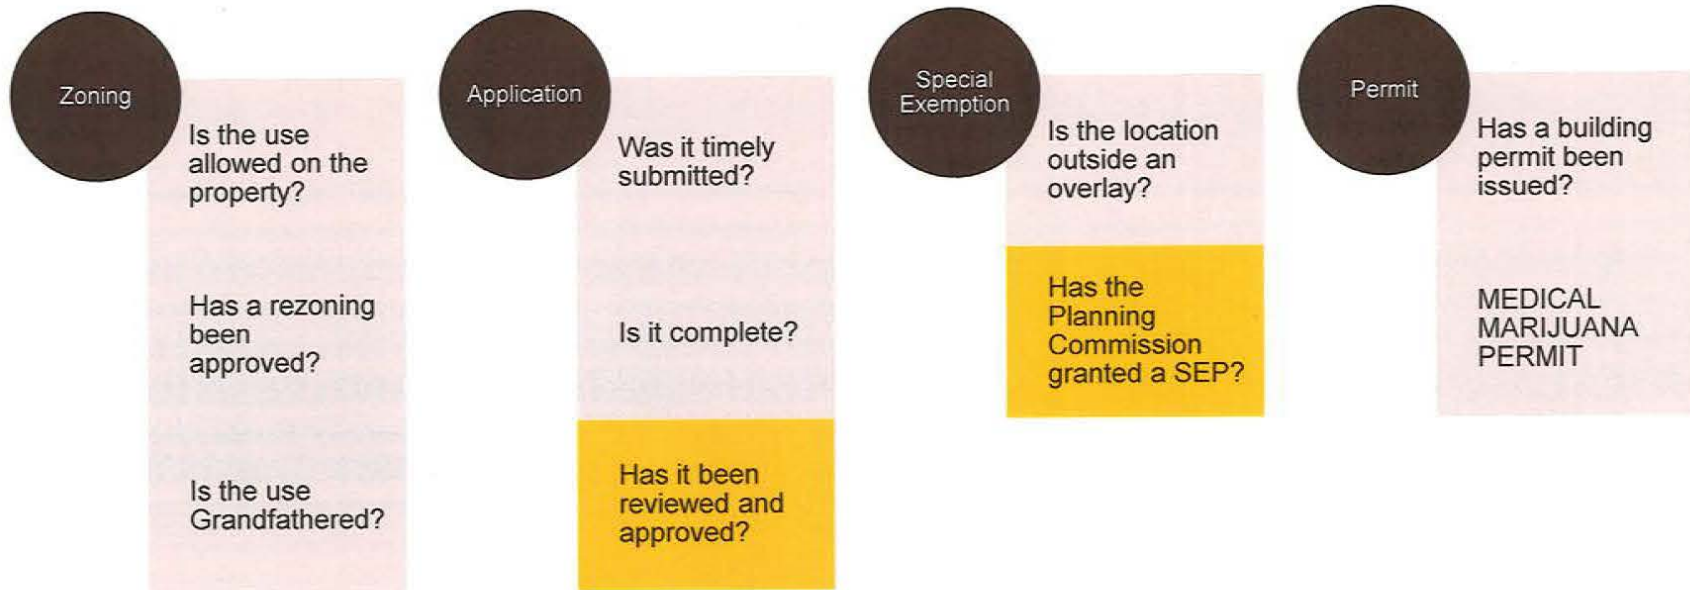 Zoning
Is the use
allowed on the
property?
Has a rezoning
been
approved?
Is the use
Grandfathered?
Application
Was it timely
submitted?
Is it complete?
Has it been
reviewed and
approved?
Special
Exemption
Is the location
outside an
overlay?
Has the
Planning
Commission
granted a SEP?
Permit
Has a building
permit been
issued?
MEDICAL
MARIJUANA
PERMIT